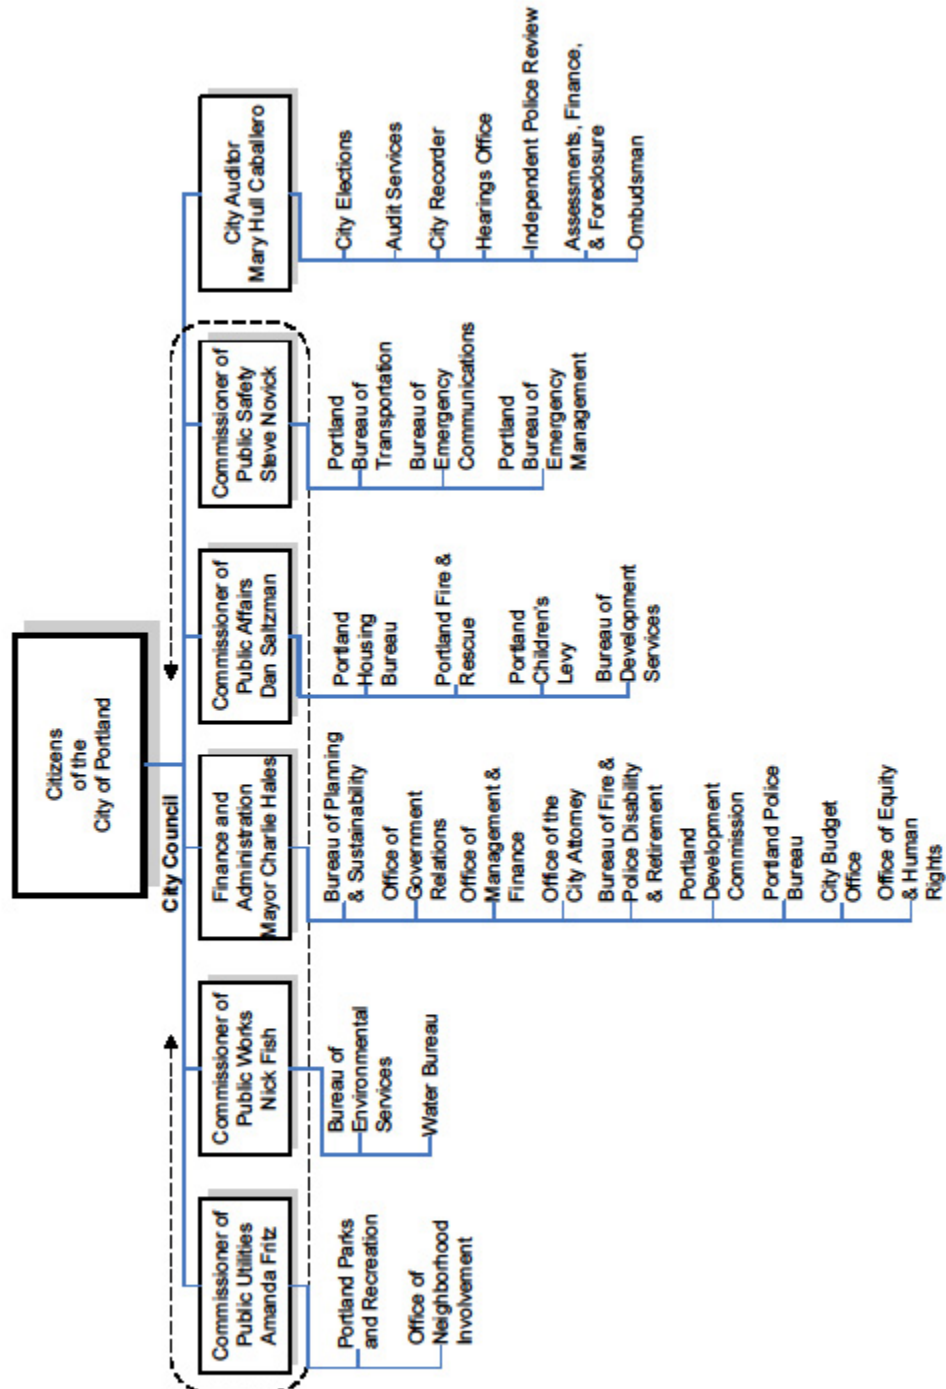 Citizens
of the
City of Portland
City Council
Commissioner of
Public Utilities
Amanda Fritz
Portland Parks
and Recreation
Office of
Neighborhood
Involvement
Commissioner of
Public Works
Nick Fish
Bureau of
Environmental
Services
Water Bureau
Finance and
Administration
Mayor Charlie Hales
Bureau of Planning
& Sustainability
Office of
Government
Relations
Office of
Management &
Finance
Office of the
City Attorney
Bureau of Fire &
Police Disability
& Retirement
Portland
Development
Commission
Portland Police
Bureau
City Budget
Office
Office of Equity
& Human
Rights
Commissioner of
Public Affairs
Dan Saltzman
Portland
Housing
Bureau
Portland Fire &
Rescue
Portland
Children's
Levy
Bureau of
Development
Services
Commissioner of
Public Safety
Steve Novick
Portland
Bureau of
Transportation
Bureau of
Emergency
Communications
Portland
Bureau of
Emergency
Management
City Auditor
Mary Hull Caballero
City Elections
Audit Services
City Recorder
Hearings Office
Independent Police Review
Assessments, Finance,
& Foreclosure
Ombudsman